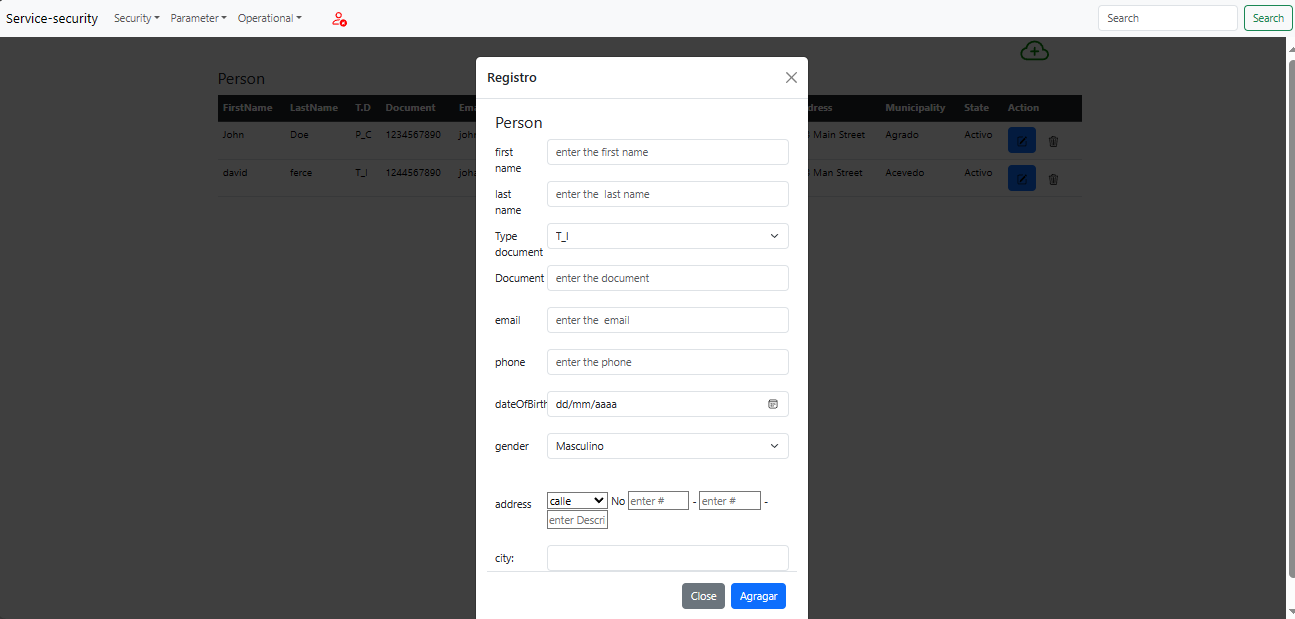 Service-security Security Parameter Operational Search Search
Person
FirstName LastName T.D Document Ema dress Municipality State Action
John Doe P_C 1234567890 Main Street Agrado Activo
david ferce T_I 1244567890 Man Street Acevedo Activo
Registro
Person
first name enter the first name
last name enter the last name
Type document T_I
Document enter the document
email enter the email
phone enter the phone
dateOfBirth dd/mm/aaaa
gender Masculino
address calle No enter # - enter # -
enter Descri
city:
Close Agragar